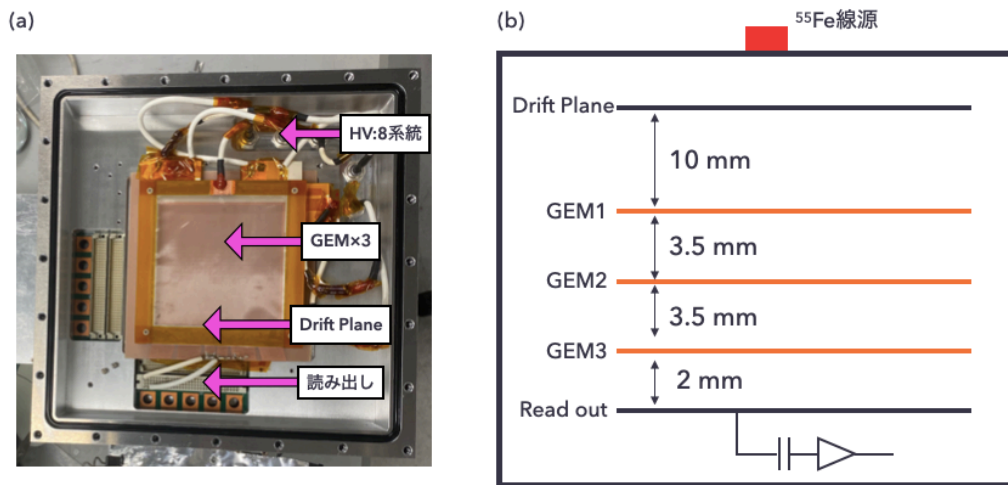 (a)
HV:8系統
GEM×3
Drift Plane
読み出し
(b)
⁵⁵Fe線源
Drift Plane
10 mm
GEM1
3.5 mm
GEM2
3.5 mm
GEM3
2 mm
Read out